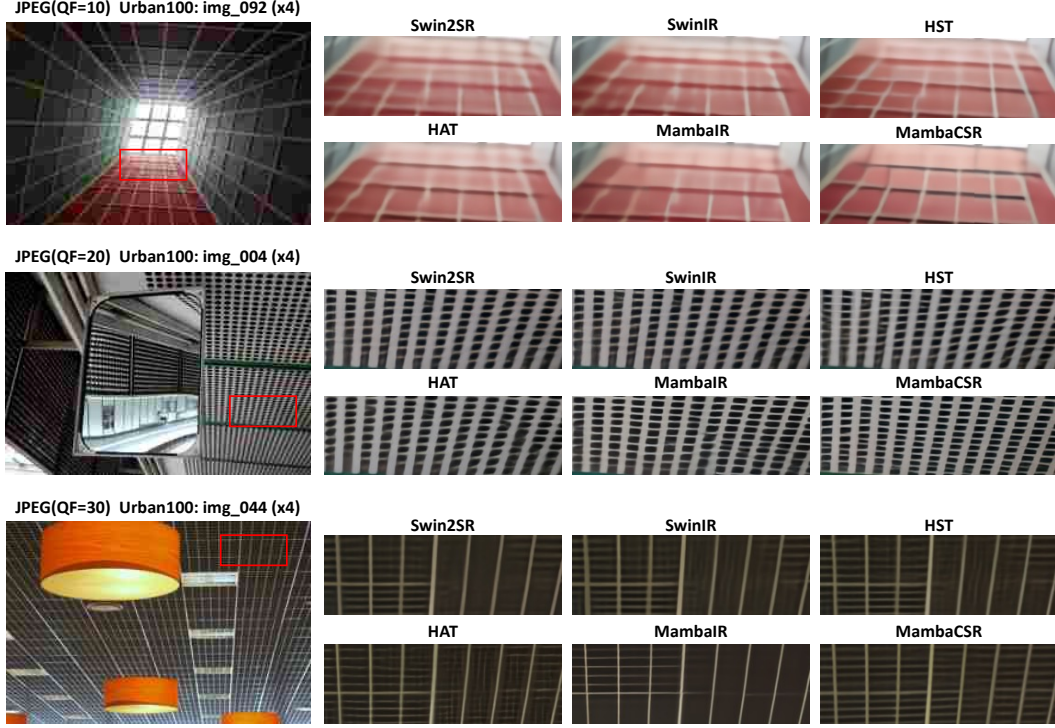 JPEG(QF=10) Urban100: img_092 (x4)
Swin2SR SwinIR HST
HAT MambaIR MambaCSR
JPEG(QF=20) Urban100: img_004 (x4)
Swin2SR SwinIR HST
HAT MambaIR MambaCSR
JPEG(QF=30) Urban100: img_044 (x4)
Swin2SR SwinIR HST
HAT MambaIR MambaCSR